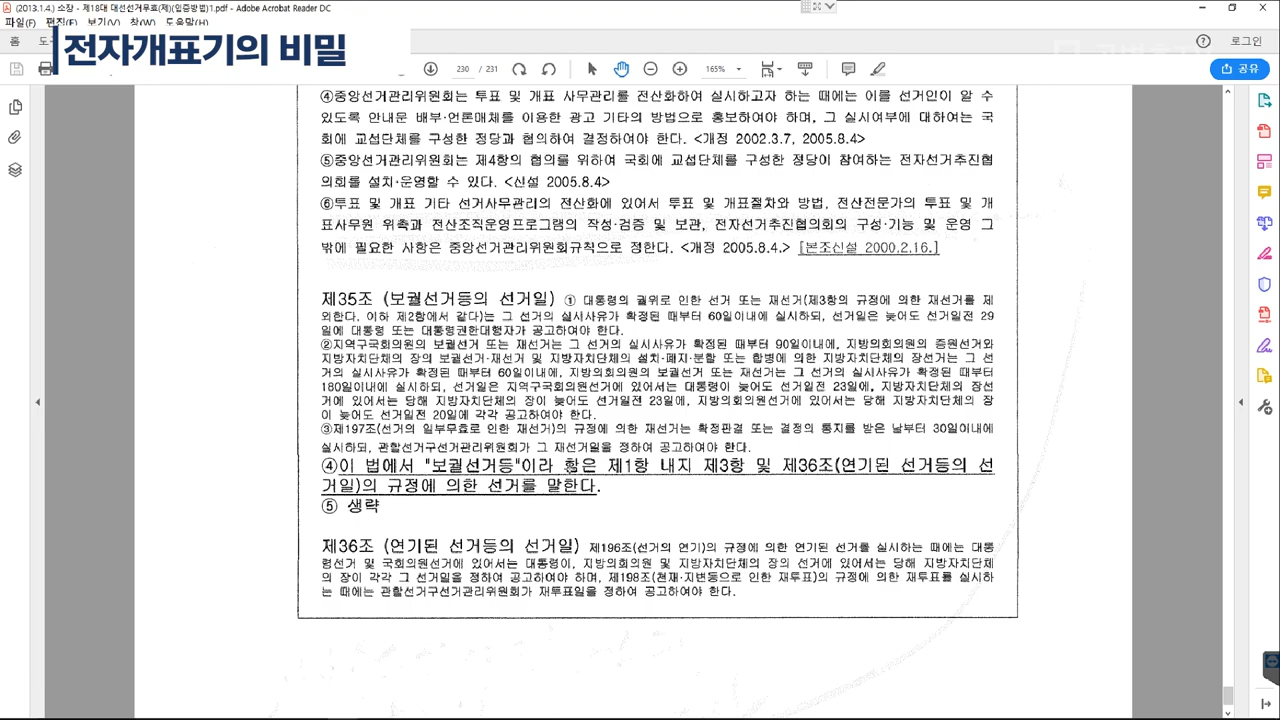 (2013.1.4.) 소장 - 제18대 대선선거무효(제)(입증방법)1.pdf - Adobe Acrobat Reader DC
파일(F) 편집(E) 보기(V) 창(W) 도움말(H)
홈
로그인
전자개표기의 비밀
230 / 231
165%
공유
④중앙선거관리위원회는 투표 및 개표 사무관리를 전산화하여 실시하고자 하는 때에는 이를 선거인이 알 수
있도록 안내문 배부·언론매체를 이용한 광고 기타의 방법으로 홍보하여야 하며, 그 실시여부에 대하여는 국
회에 교섭단체를 구성한 정당과 협의하여 결정하여야 한다. <개정 2002.3.7, 2005.8.4>
⑤중앙선거관리위원회는 제4항의 협의를 위하여 국회에 교섭단체를 구성한 정당이 참여하는 전자선거추진협
의회를 설치·운영할 수 있다. <신설 2005.8.4>
⑥투표 및 개표 기타 선거사무관리의 전산화에 있어서 투표 및 개표절차와 방법, 전산전문가의 투표 및 개
표사무원 위촉과 전산조직운영프로그램의 작성·검증 및 보관, 전자선거추진협의회의 구성·기능 및 운영 그
밖에 필요한 사항은 중앙선거관리위원회규칙으로 정한다. <개정 2005.8.4.> [본조신설 2000.2.16.]
제35조 (보궐선거등의 선거일) ① 대통령의 궐위로 인한 선거 또는 재선거(제3항의 규정에 의한 재선거를 제
외한다. 이하 제2항에서 같다)는 그 선거의 실시사유가 확정된 때부터 60일이내에 실시하되, 선거일은 늦어도 선거일전 29
일에 대통령 또는 대통령권한대행자가 공고하여야 한다.
②지역구국회의원의 보궐선거 또는 재선거는 그 선거의 실시사유가 확정된 때부터 90일이내에, 지방의회의원의 증원선거와
지방자치단체의 장의 보궐선거·재선거 및 지방자치단체의 설치·폐지·분할 또는 합병에 의한 지방자치단체의 장선거는 그 선
거의 실시사유가 확정된 때부터 60일이내에, 지방의회의원의 보궐선거 또는 재선거는 그 선거의 실시사유가 확정된 때부터
180일이내에 실시하되, 선거일은 지역구국회의원선거에 있어서는 대통령이 늦어도 선거일전 23일에, 지방자치단체의 장선
거에 있어서는 당해 지방자치단체의 장이 늦어도 선거일전 23일에, 지방의회의원선거에 있어서는 당해 지방자치단체의 장
이 늦어도 선거일전 20일에 각각 공고하여야 한다.
③제197조(선거의 일부무효로 인한 재선거)의 규정에 의한 재선거는 확정판결 또는 결정의 통지를 받은 날부터 30일이내에
실시하되, 관할선거구선거관리위원회가 그 재선거일을 정하여 공고하여야 한다.
④이 법에서 "보궐선거등"이라 함은 제1항 내지 제3항 및 제36조(연기된 선거등의 선
거일)의 규정에 의한 선거를 말한다.
⑤ 생략
제36조 (연기된 선거등의 선거일) 제196조(선거의 연기)의 규정에 의한 연기된 선거를 실시하는 때에는 대통
령선거 및 국회의원선거에 있어서는 대통령이, 지방의회의원 및 지방자치단체의 장의 선거에 있어서는 당해 지방자치단체
의 장이 각각 그 선거일을 정하여 공고하여야 하며, 제198조(천재·지변등으로 인한 재투표)의 규정에 의한 재투표를 실시하
는 때에는 관할선거구선거관리위원회가 재투표일을 정하여 공고하여야 한다.